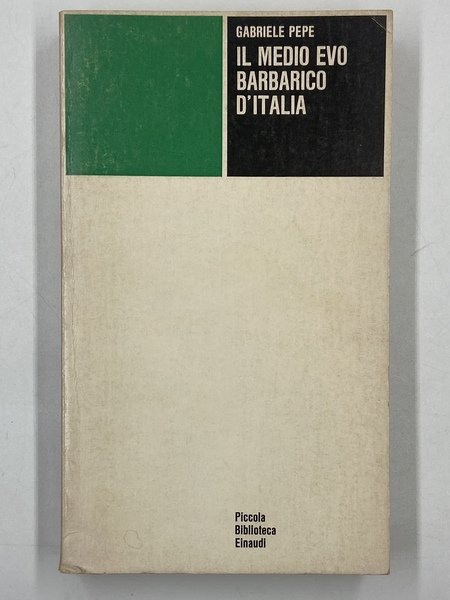 GABRIELE PEPE
IL MEDIO EVO
BARBARICO
D'ITALIA
Piccola
Biblioteca
Einaudi